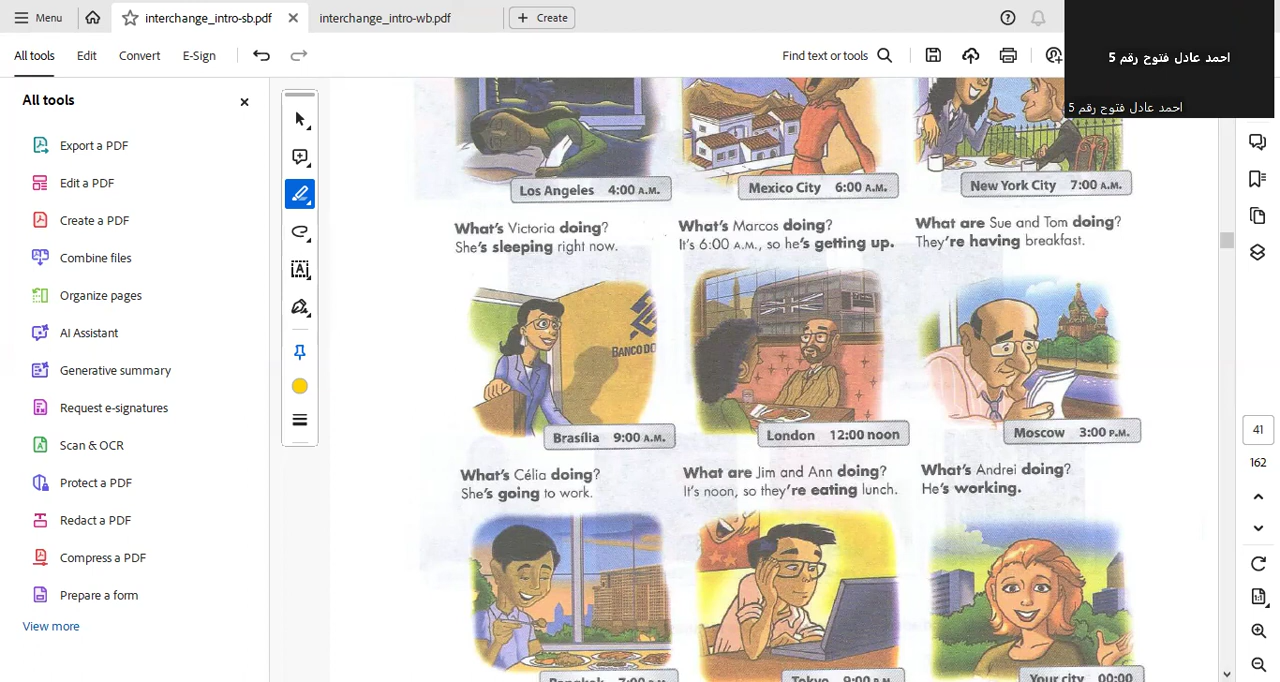 Menu
interchange_intro-sb.pdf
interchange_intro-wb.pdf
Create
All tools
Edit
Convert
E-Sign
Find text or tools
احمد عادل فتوح رقم 5
احمد عادل فتوح رقم 5
All tools
Export a PDF
Edit a PDF
Create a PDF
Combine files
Organize pages
AI Assistant
Generative summary
Request e-signatures
Scan & OCR
Protect a PDF
Redact a PDF
Compress a PDF
Prepare a form
View more
Los Angeles 4:00 A.M.
Mexico City 6:00 A.M.
New York City 7:00 A.M.
What's Victoria doing?
She's sleeping right now.
What's Marcos doing?
It's 6:00 A.M., so he's getting up.
What are Sue and Tom doing?
They're having breakfast.
BANCO DO
Brasília 9:00 A.M.
London 12:00 noon
Moscow 3:00 P.M.
What's Célia doing?
She's going to work.
What are Jim and Ann doing?
It's noon, so they're eating lunch.
What's Andrei doing?
He's working.
Bangkok 7:00 P.M.
Tokyo 9:00 P.M.
Your city 00:00
41
162